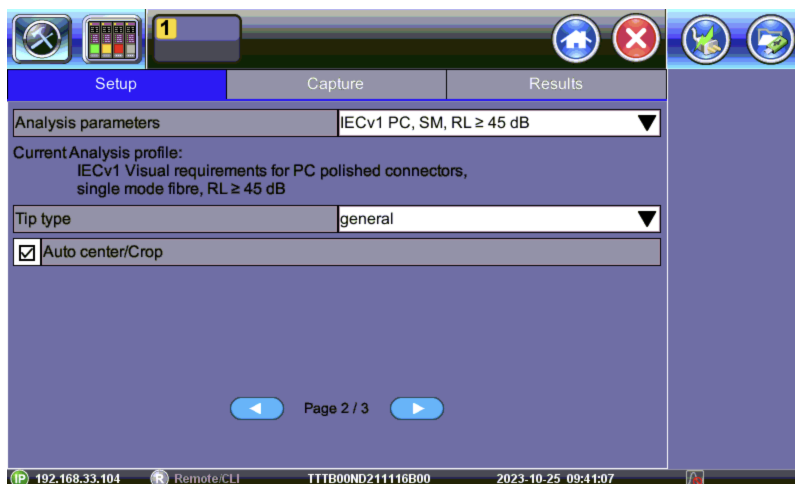 1
Setup
Capture
Results
Analysis parameters
IECv1 PC, SM, RL ≥ 45 dB
Current Analysis profile:
IECv1 Visual requirements for PC polished connectors,
single mode fibre, RL ≥ 45 dB
Tip type
general
Auto center/Crop
Page 2 / 3
IP 192.168.33.104
R Remote/CLI
TTTB00ND211116B00
2023-10-25 09:41:07